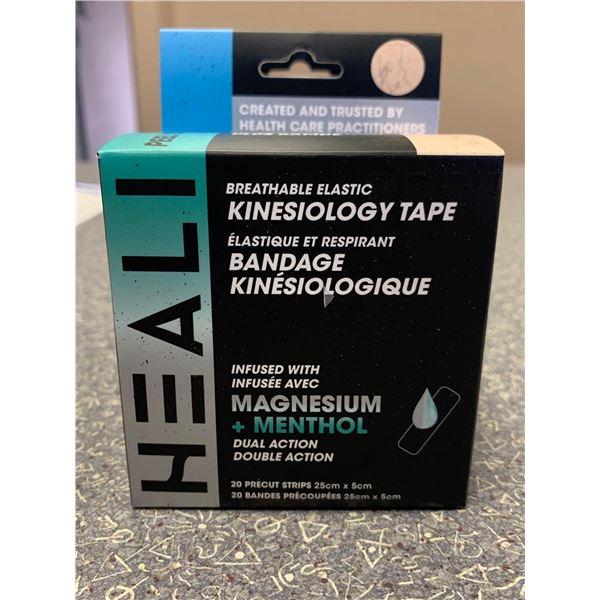 CREATED AND TRUSTED BY
HEALTH CARE PRACTITIONERS
HEALI
BREATHABLE ELASTIC
KINESIOLOGY TAPE
ÉLASTIQUE ET RESPIRANT
BANDAGE
KINÉSIOLOGIQUE
INFUSED WITH
INFUSÉE AVEC
MAGNESIUM
+ MENTHOL
DUAL ACTION
DOUBLE ACTION
20 PRÉCUT STRIPS 25cm x 5cm
20 BANDES PRÉCOUPÉES 25cm x 5cm